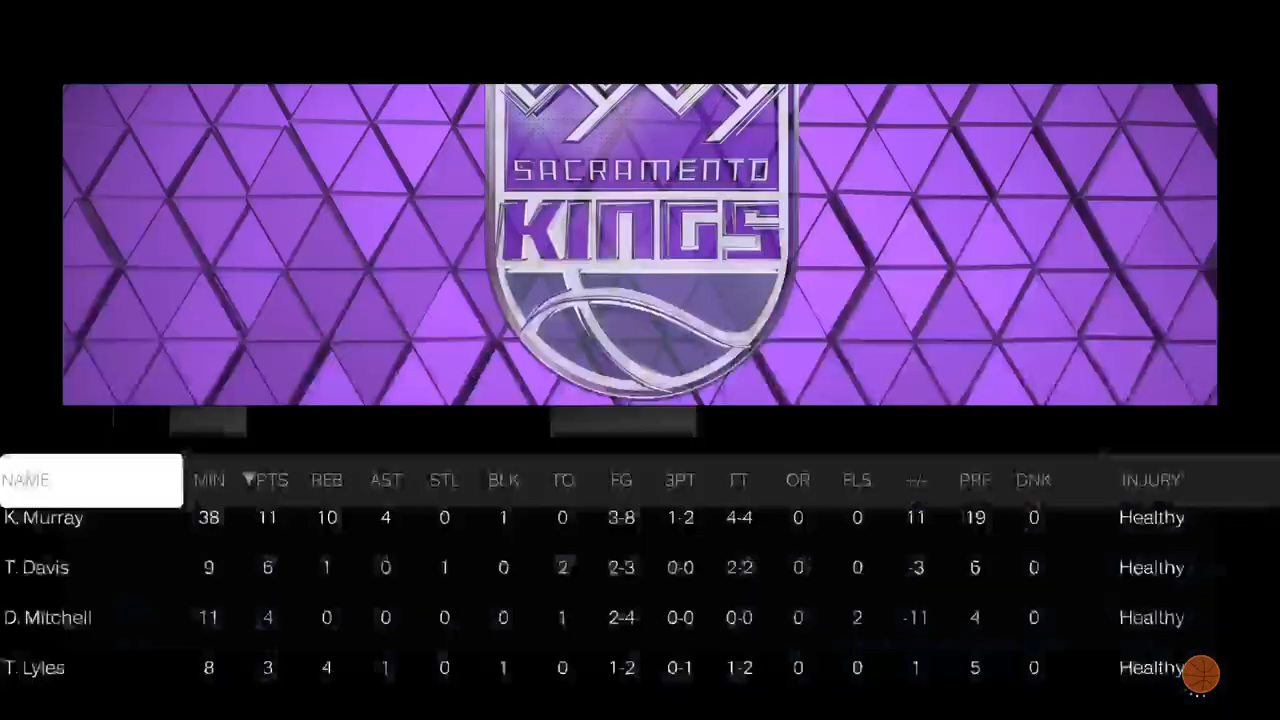 SACRAMENTO
KINGS
NAME MIN ▼PTS REB AST STL BLK TO FG 3PT FT OR FLS +/- PRF DNK INJURY
K. Murray 38 11 10 4 0 1 0 3-8 1-2 4-4 0 0 11 19 0 Healthy
T. Davis 9 6 1 0 1 0 2 2-3 0-0 2-2 0 0 -3 6 0 Healthy
D. Mitchell 11 4 0 0 0 0 1 2-4 0-0 0-0 0 2 -11 4 0 Healthy
T. Lyles 8 3 4 1 0 1 0 1-2 0-1 1-2 0 0 1 5 0 Healthy